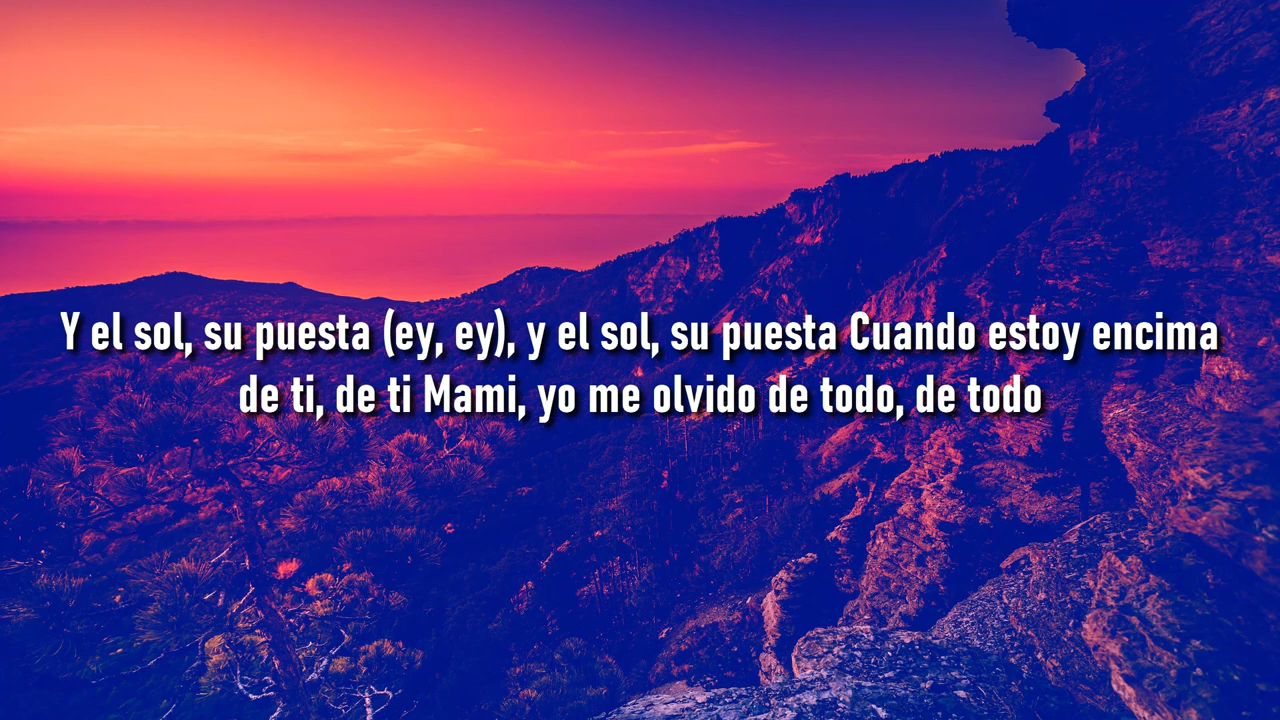 Y el sol, su puesta (ey, ey), y el sol, su puesta Cuando estoy encima
de ti, de ti Mami, yo me olvido de todo, de todo